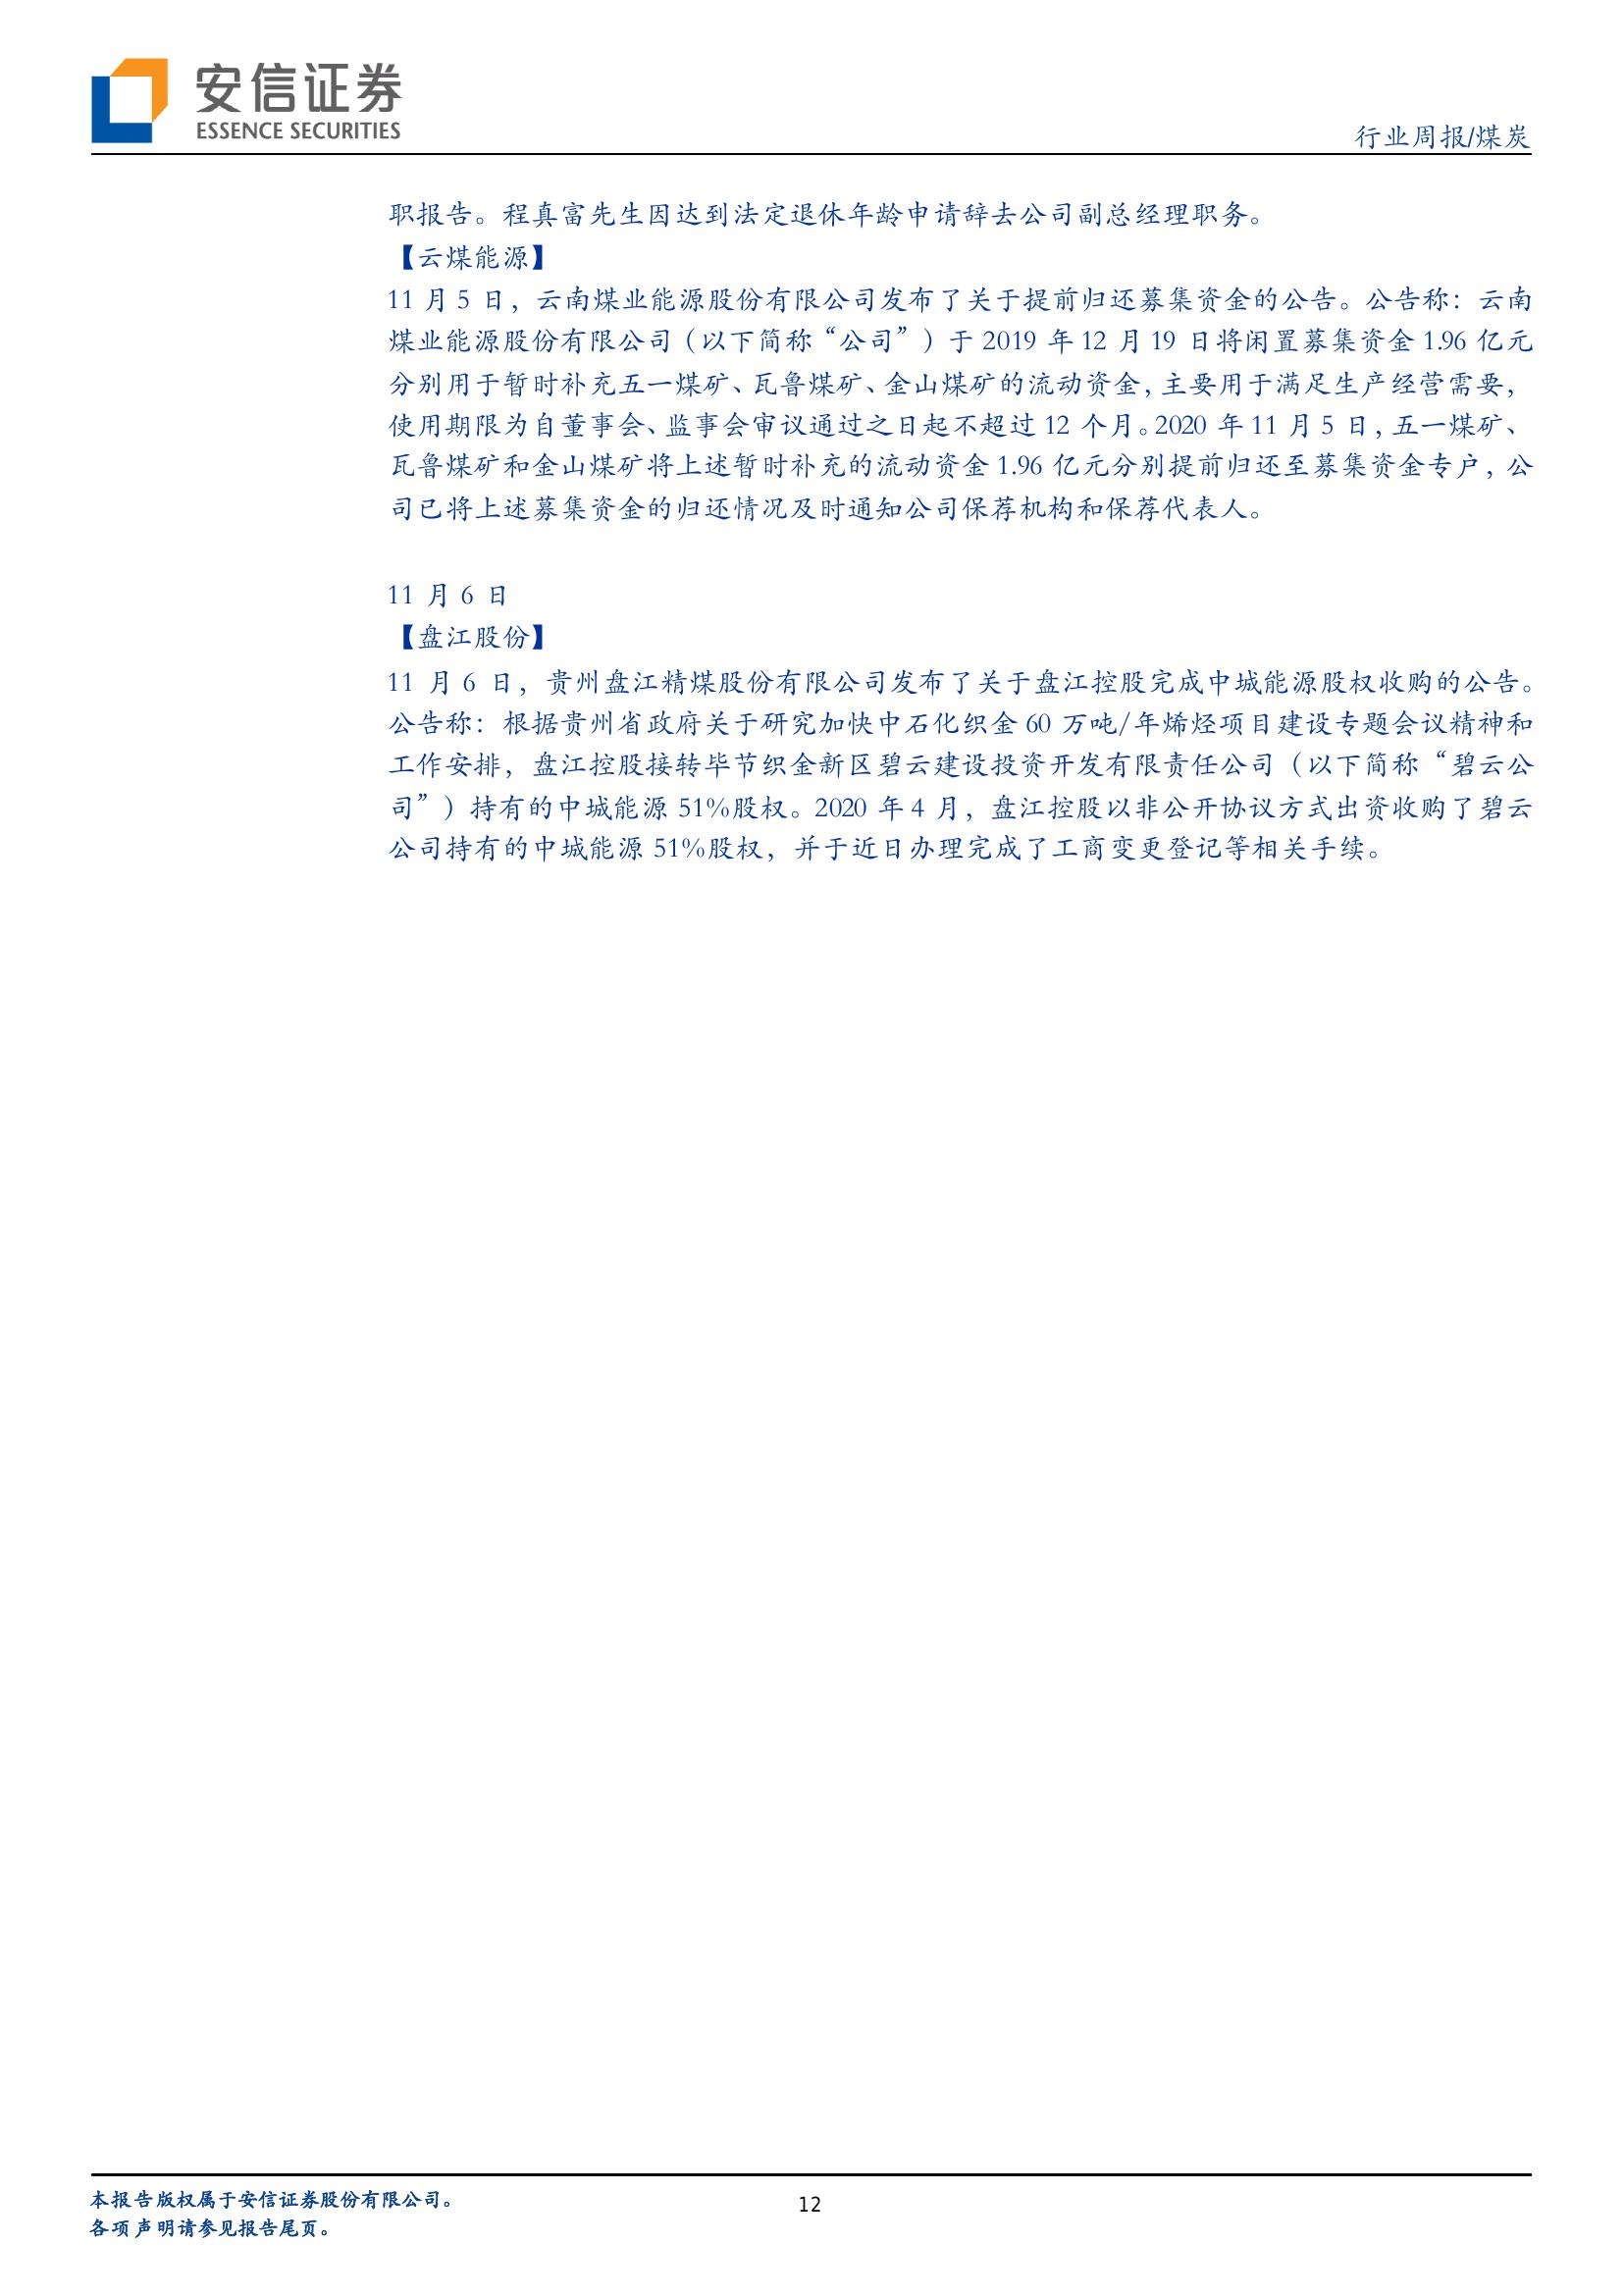 安信证券
ESSENCE SECURITIES
行业周报/煤炭
职报告。程真富先生因达到法定退休年龄申请辞去公司副总经理职务。
【云煤能源】
11 月 5 日，云南煤业能源股份有限公司发布了关于提前归还募集资金的公告。公告称：云南
煤业能源股份有限公司（以下简称“公司”）于 2019 年 12 月 19 日将闲置募集资金 1.96 亿元
分别用于暂时补充五一煤矿、瓦鲁煤矿、金山煤矿的流动资金，主要用于满足生产经营需要，
使用期限为自董事会、监事会审议通过之日起不超过 12 个月。2020 年 11 月 5 日，五一煤矿、
瓦鲁煤矿和金山煤矿将上述暂时补充的流动资金 1.96 亿元分别提前归还至募集资金专户，公
司已将上述募集资金的归还情况及时通知公司保荐机构和保荐代表人。
11 月 6 日
【盘江股份】
11 月 6 日，贵州盘江精煤股份有限公司发布了关于盘江控股完成中城能源股权收购的公告。
公告称：根据贵州省政府关于研究加快中石化织金 60 万吨/年烯烃项目建设专题会议精神和
工作安排，盘江控股接转毕节织金新区碧云建设投资开发有限责任公司（以下简称“碧云公
司”）持有的中城能源 51%股权。2020 年 4 月，盘江控股以非公开协议方式出资收购了碧云
公司持有的中城能源 51%股权，并于近日办理完成了工商变更登记等相关手续。
本报告版权属于安信证券股份有限公司。
各项声明请参见报告尾页。
12